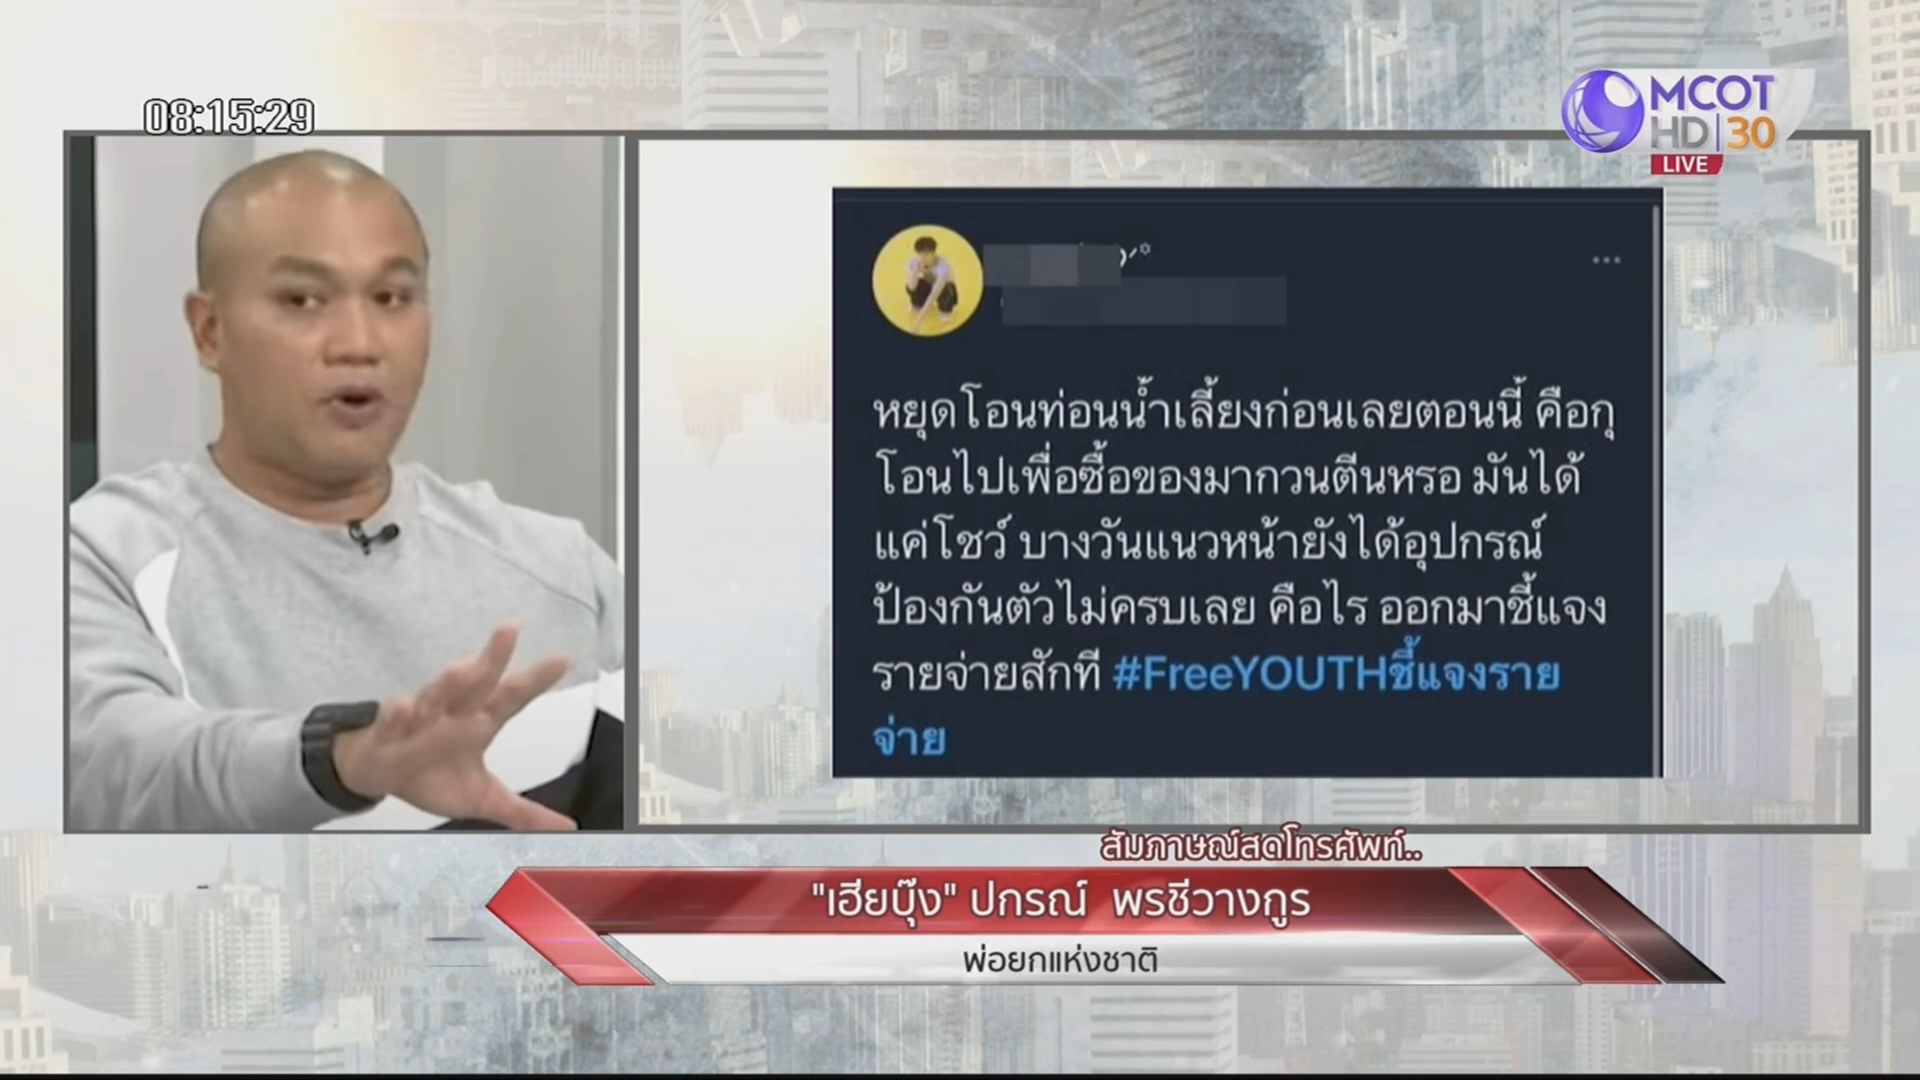 08:15:29
MCOT
HD|30
LIVE
หยุดโอนท่อนน้ำเลี้ยงก่อนเลยตอนนี้ คือกุ
โอนไปเพื่อซื้อของมากวนตีนหรอ มันได้
แค่โชว์ บางวันแนวหน้ายังได้อุปกรณ์
ป้องกันตัวไม่ครบเลย คือไร ออกมาชี้แจง
รายจ่ายสักที #FreeYOUTHชี้แจงราย
จ่าย
สัมภาษณ์สดโทรศัพท์..
"เฮียบุ๊ง" ปกรณ์ พรชีวางกูร
พ่อยกแห่งชาติ